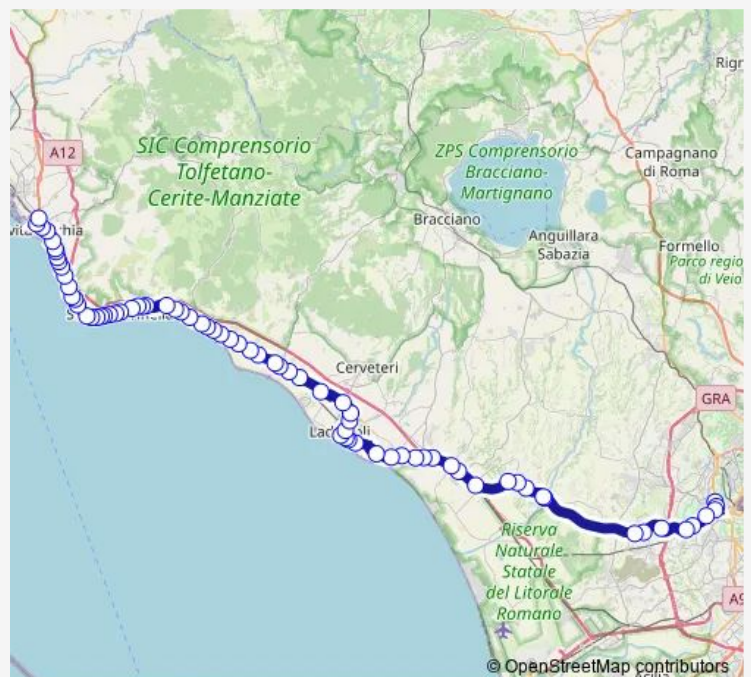 Rigr
A12
SIC Comprensorio
Tolfetano-
Cerite-Manziate
ZPS Comprensorio
Bracciano-
Martignano
Campagnano
di Roma
Bracciano
Anguillara
Sabazia
Formello
Parco regio
di Veio
Cerveteri
GRA
Riserva
Naturale
Statale
del Litorale
Romano
A9
© OpenStreetMap contributors